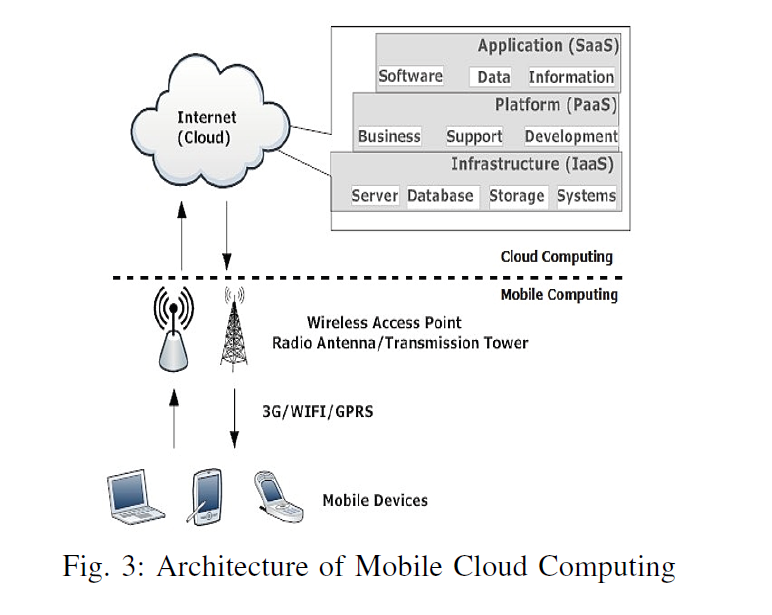 Internet
(Cloud)
Application (SaaS)
Software Data Information
Platform (PaaS)
Business Support Development
Infrastructure (IaaS)
Server Database Storage Systems
Cloud Computing
Mobile Computing
Wireless Access Point
Radio Antenna/Transmission Tower
3G/WIFI/GPRS
Mobile Devices
Fig. 3: Architecture of Mobile Cloud Computing